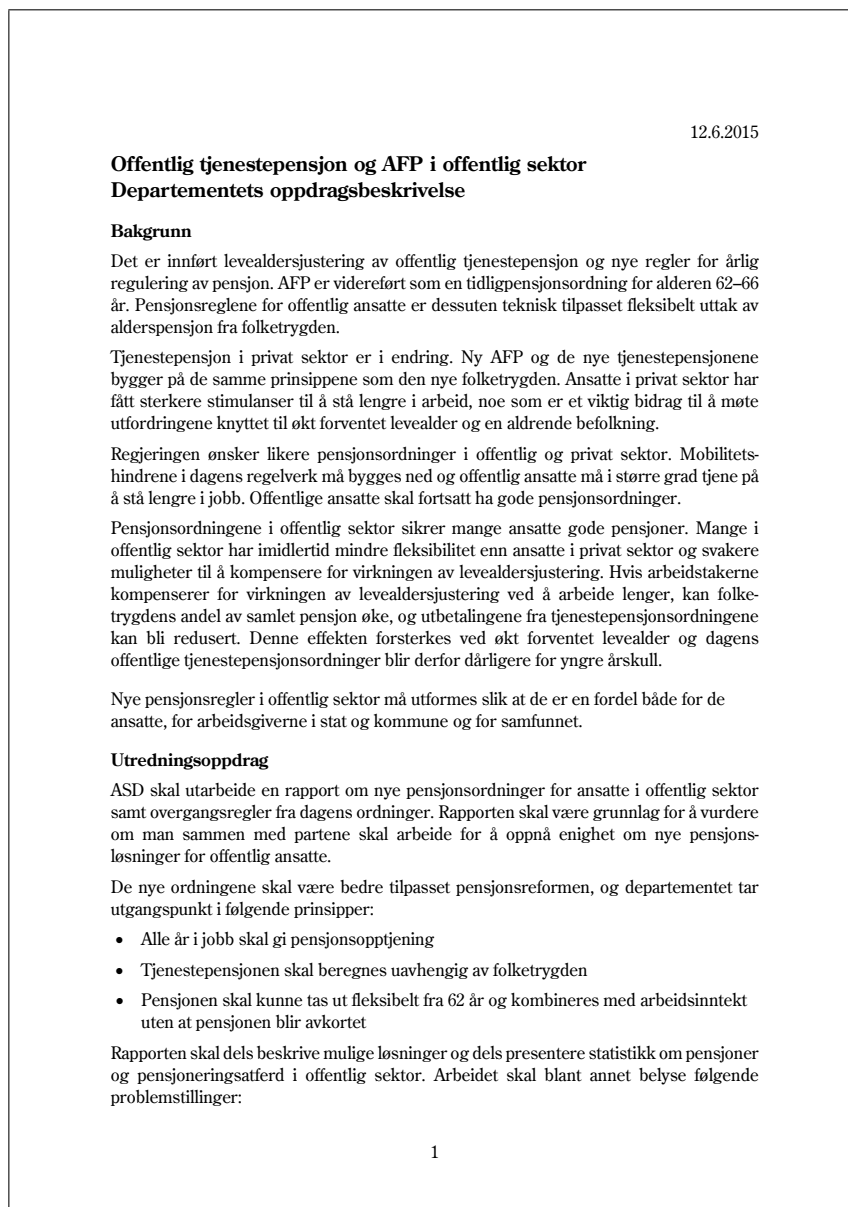 12.6.2015
Offentlig tjenestepensjon og AFP i offentlig sektor
Departementets oppdragsbeskrivelse
Bakgrunn
Det er innført levealdersjustering av offentlig tjenestepensjon og nye regler for årlig
regulering av pensjon. AFP er videreført som en tidligpensjonsordning for alderen 62–66
år. Pensjonsreglene for offentlig ansatte er dessuten teknisk tilpasset fleksibelt uttak av
alderspensjon fra folketrygden.
Tjenestepensjon i privat sektor er i endring. Ny AFP og de nye tjenestepensjonene
bygger på de samme prinsippene som den nye folketrygden. Ansatte i privat sektor har
fått sterkere stimulanser til å stå lengre i arbeid, noe som er et viktig bidrag til å møte
utfordringene knyttet til økt forventet levealder og en aldrende befolkning.
Regjeringen ønsker likere pensjonsordninger i offentlig og privat sektor. Mobilitets-
hindrene i dagens regelverk må bygges ned og offentlig ansatte må i større grad tjene på
å stå lengre i jobb. Offentlige ansatte skal fortsatt ha gode pensjonsordninger.
Pensjonsordningene i offentlig sektor sikrer mange ansatte gode pensjoner. Mange i
offentlig sektor har imidlertid mindre fleksibilitet enn ansatte i privat sektor og svakere
muligheter til å kompensere for virkningen av levealdersjustering. Hvis arbeidstakerne
kompenserer for virkningen av levealdersjustering ved å arbeide lenger, kan folke-
trygdens andel av samlet pensjon øke, og utbetalingene fra tjenestepensjonsordningene
kan bli redusert. Denne effekten forsterkes ved økt forventet levealder og dagens
offentlige tjenestepensjonsordninger blir derfor dårligere for yngre årskull.
Nye pensjonsregler i offentlig sektor må utformes slik at de er en fordel både for de
ansatte, for arbeidsgiverne i stat og kommune og for samfunnet.
Utredningsoppdrag
ASD skal utarbeide en rapport om nye pensjonsordninger for ansatte i offentlig sektor
samt overgangsregler fra dagens ordninger. Rapporten skal være grunnlag for å vurdere
om man sammen med partene skal arbeide for å oppnå enighet om nye pensjons-
løsninger for offentlig ansatte.
De nye ordningene skal være bedre tilpasset pensjonsreformen, og departementet tar
utgangspunkt i følgende prinsipper:
• Alle år i jobb skal gi pensjonsopptjening
• Tjenestepensjonen skal beregnes uavhengig av folketrygden
• Pensjonen skal kunne tas ut fleksibelt fra 62 år og kombineres med arbeidsinntekt
uten at pensjonen blir avkortet
Rapporten skal dels beskrive mulige løsninger og dels presentere statistikk om pensjoner
og pensjoneringsatferd i offentlig sektor. Arbeidet skal blant annet belyse følgende
problemstillinger:
1